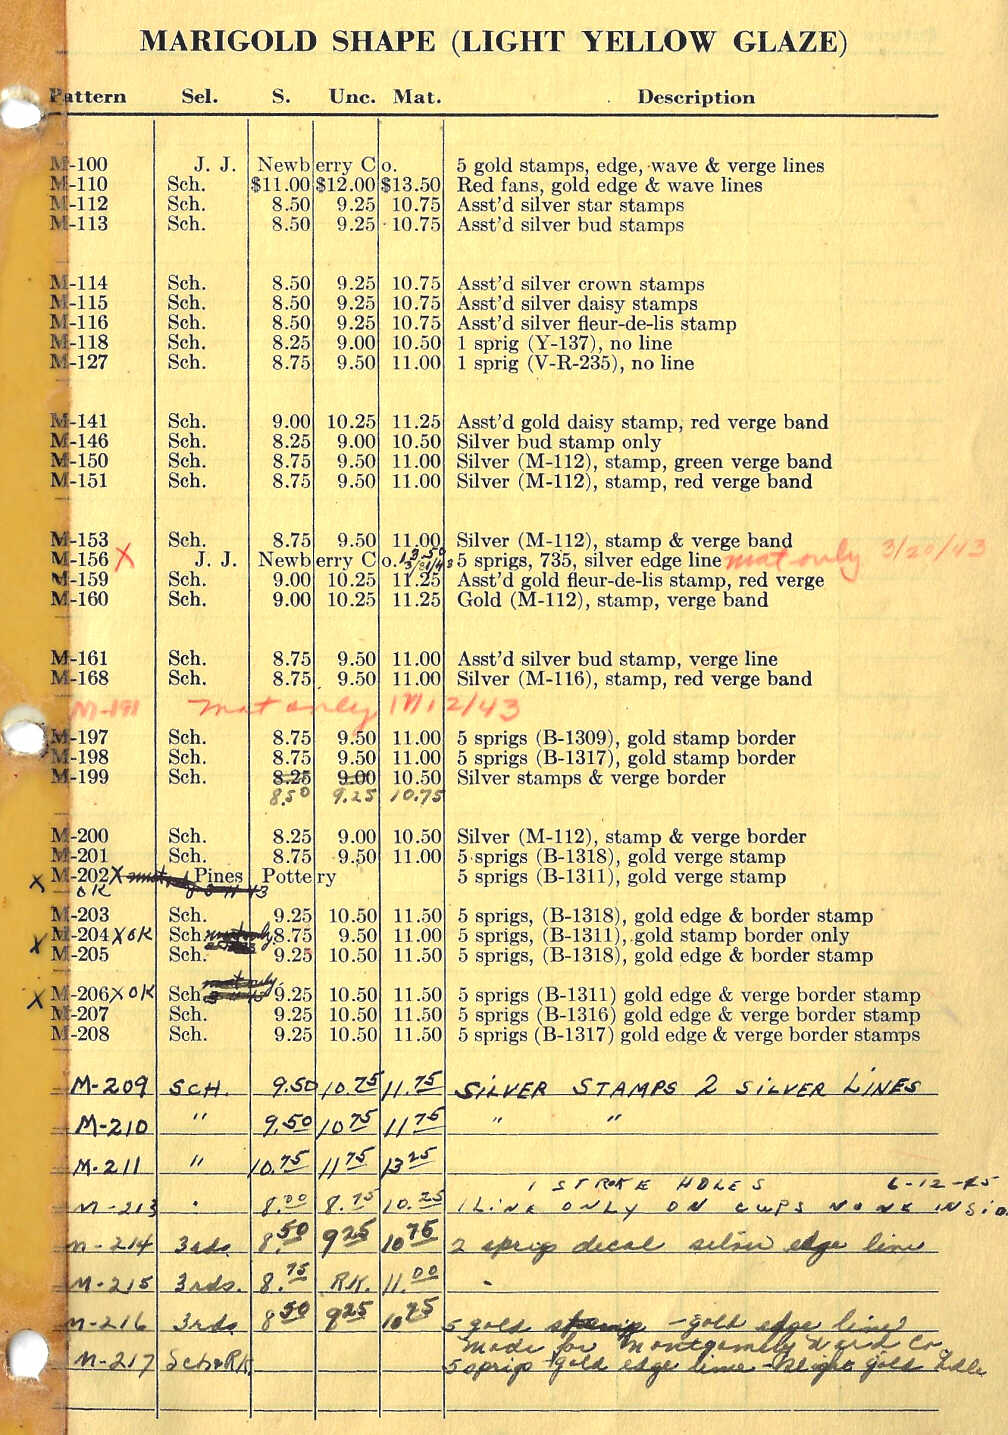 MARIGOLD SHAPE (LIGHT YELLOW GLAZE)
Pattern Sel. S. Unc. Mat. Description
M-100 J. J. Newberry Co. 5 gold stamps, edge, wave & verge lines
M-110 Sch. $11.00 $12.00 $13.50 Red fans, gold edge & wave lines
M-112 Sch. 8.50 9.25 10.75 Asst'd silver star stamps
M-113 Sch. 8.50 9.25 10.75 Asst'd silver bud stamps
M-114 Sch. 8.50 9.25 10.75 Asst'd silver crown stamps
M-115 Sch. 8.50 9.25 10.75 Asst'd silver daisy stamps
M-116 Sch. 8.50 9.25 10.75 Asst'd silver fleur-de-lis stamp
M-118 Sch. 8.25 9.00 10.50 1 sprig (Y-137), no line
M-127 Sch. 8.75 9.50 11.00 1 sprig (V-R-235), no line
M-141 Sch. 9.00 10.25 11.25 Asst'd gold daisy stamp, red verge band
M-146 Sch. 8.25 9.00 10.50 Silver bud stamp only
M-150 Sch. 8.75 9.50 11.00 Silver (M-112), stamp, green verge band
M-151 Sch. 8.75 9.50 11.00 Silver (M-112), stamp, red verge band
M-153 Sch. 8.75 9.50 11.00 Silver (M-112), stamp & verge band
M-156 X J. J. Newberry Co. 5 sprigs, 735, silver edge line mat only 3/20/43
M-159 Sch. 9.00 10.25 11.25 Asst'd gold fleur-de-lis stamp, red verge
M-160 Sch. 9.00 10.25 11.25 Gold (M-112), stamp, verge band
M-161 Sch. 8.75 9.50 11.00 Asst'd silver bud stamp, verge line
M-168 Sch. 8.75 9.50 11.00 Silver (M-116), stamp, red verge band
M-191 mat only
M-197 Sch. 8.75 9.50 11.00 5 sprigs (B-1309), gold stamp border
M-198 Sch. 8.75 9.50 11.00 5 sprigs (B-1317), gold stamp border
M-199 Sch. 8.25 9.00 10.50 Silver stamps & verge border
8.50 9.25 10.75
M-200 Sch. 8.25 9.00 10.50 Silver (M-112), stamp & verge border
M-201 Sch. 8.75 9.50 11.00 5 sprigs (B-1318), gold verge stamp
X M-202 X Pines Pottery 5 sprigs (B-1311), gold verge stamp
OK
M-203 Sch. 9.25 10.50 11.50 5 sprigs, (B-1318), gold edge & border stamp
X M-204 X OK Sch. mat only 8.75 9.50 11.00 5 sprigs, (B-1311), gold stamp border only
M-205 Sch. 9.25 10.50 11.50 5 sprigs, (B-1318), gold edge & border stamp
mat only
X M-206 X OK Sch. 9.25 10.50 11.50 5 sprigs (B-1311) gold edge & verge border stamp
M-207 Sch. 9.25 10.50 11.50 5 sprigs (B-1316) gold edge & verge border stamp
M-208 Sch. 9.25 10.50 11.50 5 sprigs (B-1317) gold edge & verge border stamps
M-209 SCH. 9.50 10.75 11.75 SILVER STAMPS 2 SILVER LINES
M-210 " 9.50 10 75 11 75 " "
M-211 " 10.75 11 75 13 25
1 STROKE HDLES 6-12-45
M-213 8.00 8.75 10.25 1 LINE ONLY ON CUPS NONE INSID
M-214 3rds. 8.50 9 25 10 75 2 sprig decal silver edge line
M-215 3rds. 8.75 RK. 11.00
M-216 3rds 8 50 9 25 10 75 5 gold stamp - gold edge line
made for Montgomery Ward Co.
M-217 Sch & RK 5 sprig gold edge line - gold hdle